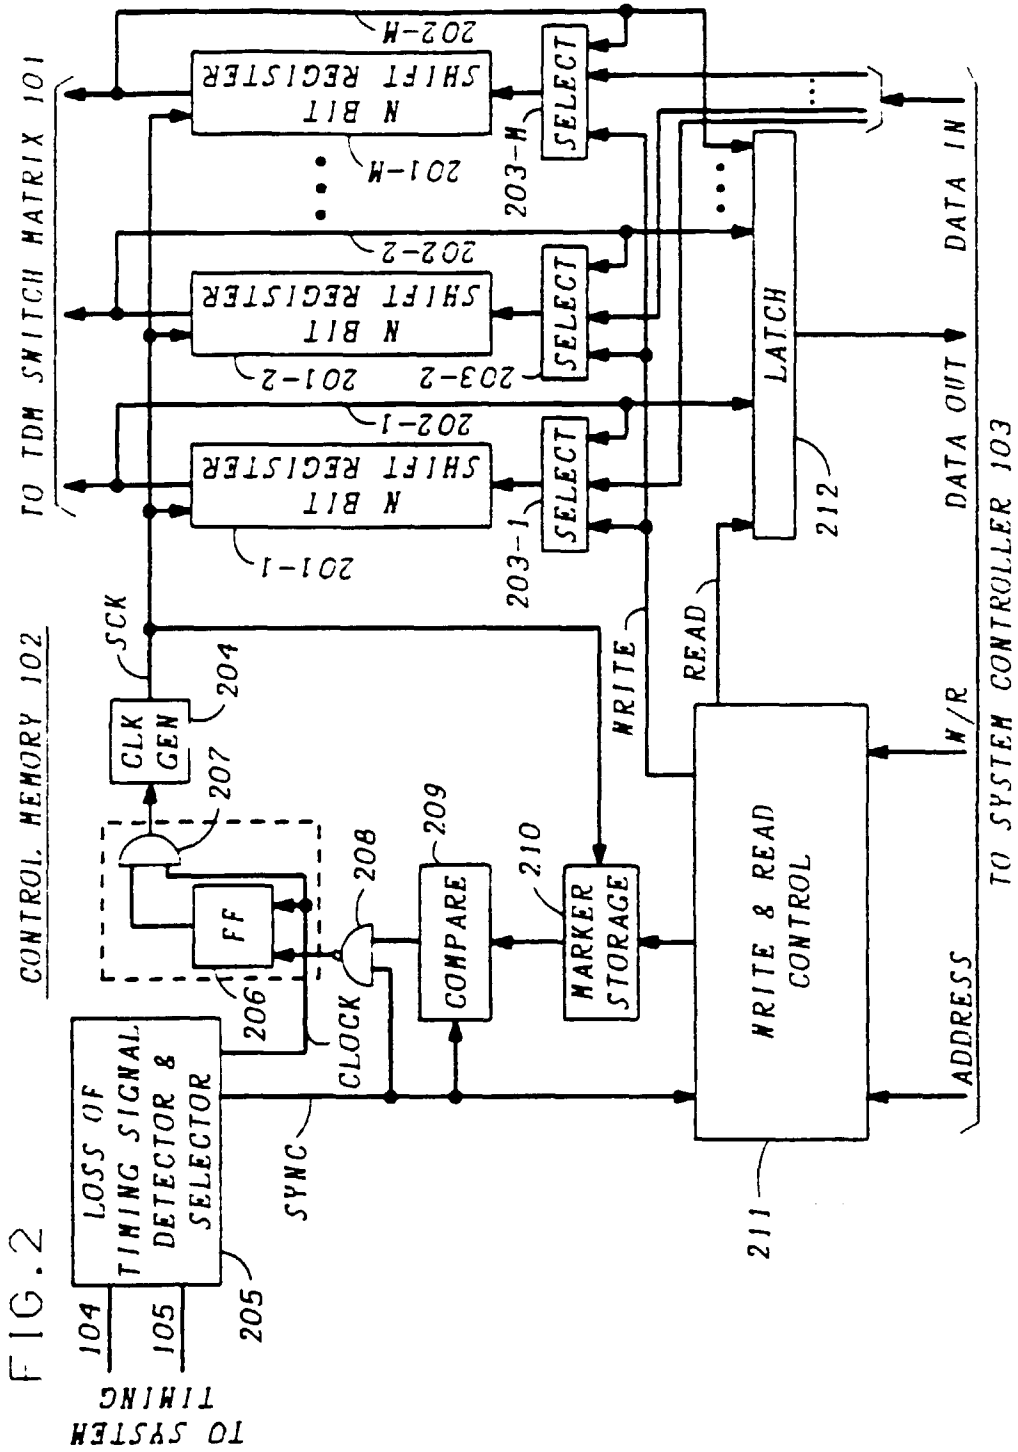 FIG.2
CONTROL MEMORY 102
TO TDM SWITCH MATRIX 101
TO SYSTEM
TIMING
104
105
LOSS OF
TIMING SIGNAL
DETECTOR &
SELECTOR
205
SYNC
CLOCK
FF
206
207
CLK
GEN
204
SCK
208
COMPARE
209
MARKER
STORAGE
210
WRITE & READ
CONTROL
211
WRITE
READ
N BIT
SHIFT REGISTER
201-1
202-1
SELECT
203-1
N BIT
SHIFT REGISTER
201-2
202-2
SELECT
203-2
N BIT
SHIFT REGISTER
201-M
202-M
SELECT
203-M
LATCH
212
ADDRESS
W/R
DATA OUT
DATA IN
TO SYSTEM CONTROLLER 103